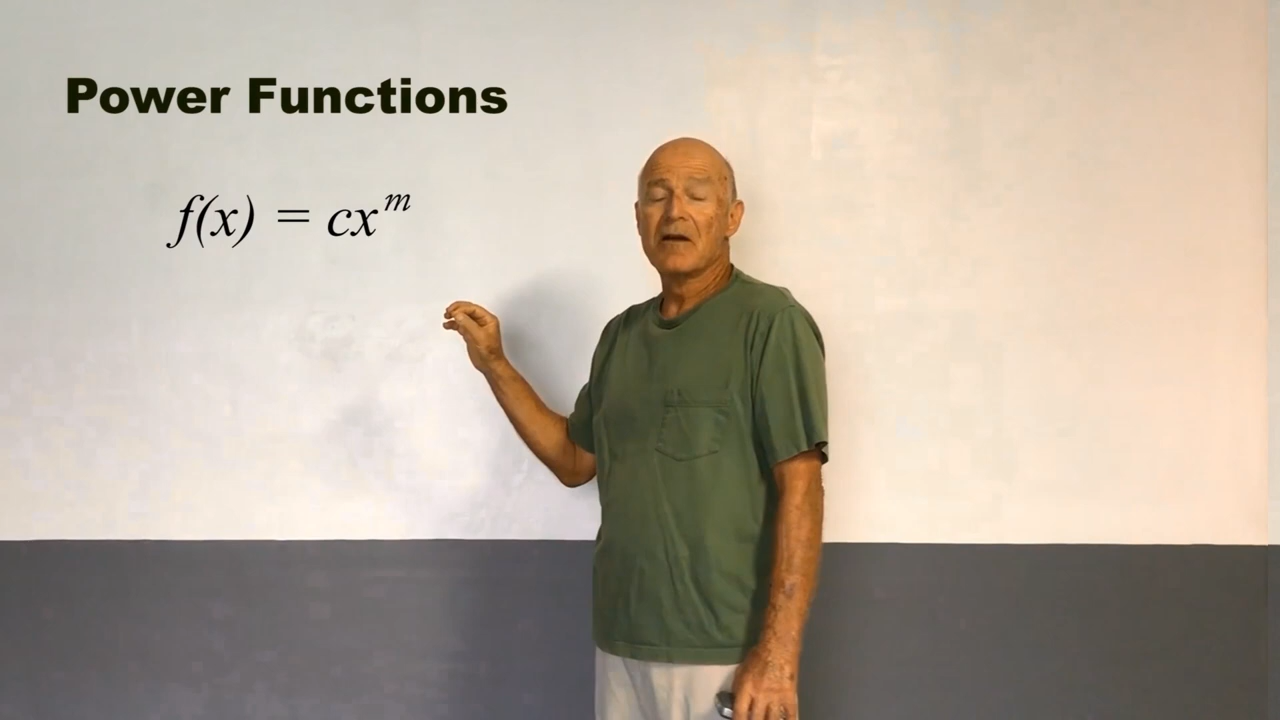 Power Functions
f(x) = cx^m